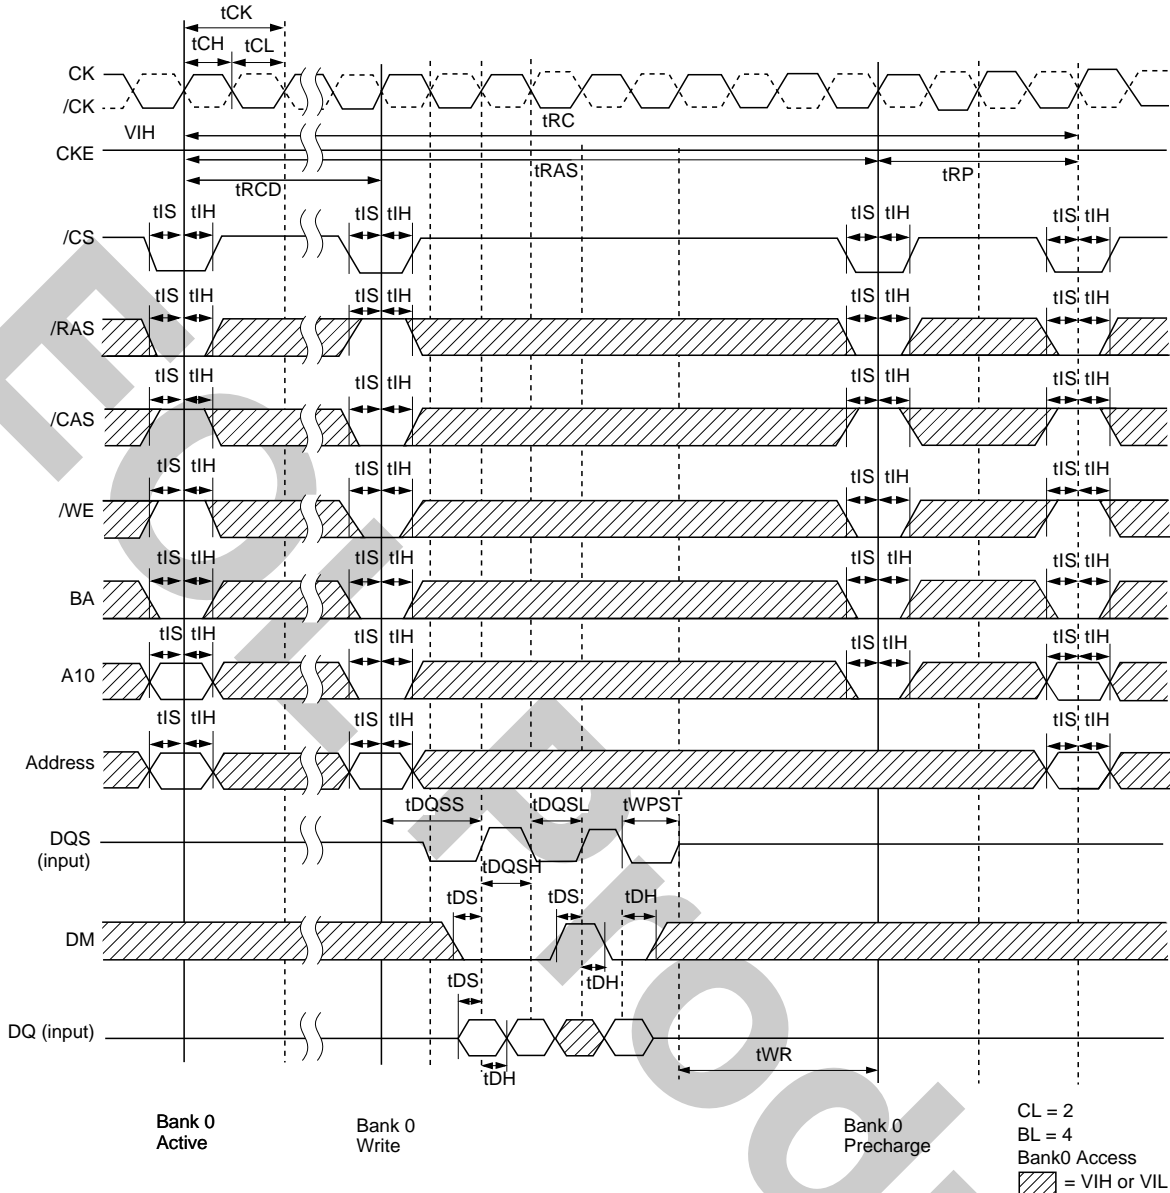 tCK
tCH tCL
CK
/CK
VIH
tRC
CKE
tRAS
tRP
tRCD
tIS tIH tIS tIH tIS tIH tIS tIH
/CS
tIS tIH tIS tIH tIS tIH tIS tIH
/RAS
tIS tIH tIS tIH tIS tIH tIS tIH
/CAS
tIS tIH tIS tIH tIS tIH tIS tIH
/WE
tIS tIH tIS tIH tIS tIH tIS tIH
BA
tIS tIH tIS tIH tIS tIH tIS tIH
A10
tIS tIH tIS tIH tIS tIH
Address
tDQSS tDQSL tWPST
DQS
(input)
tDQSH
tDS tDS tDH
DM
tDS tDH
DQ (input)
tDH
tWR
Bank 0
Active
Bank 0
Write
Bank 0
Precharge
CL = 2
BL = 4
Bank0 Access
= VIH or VIL
EOL Prod